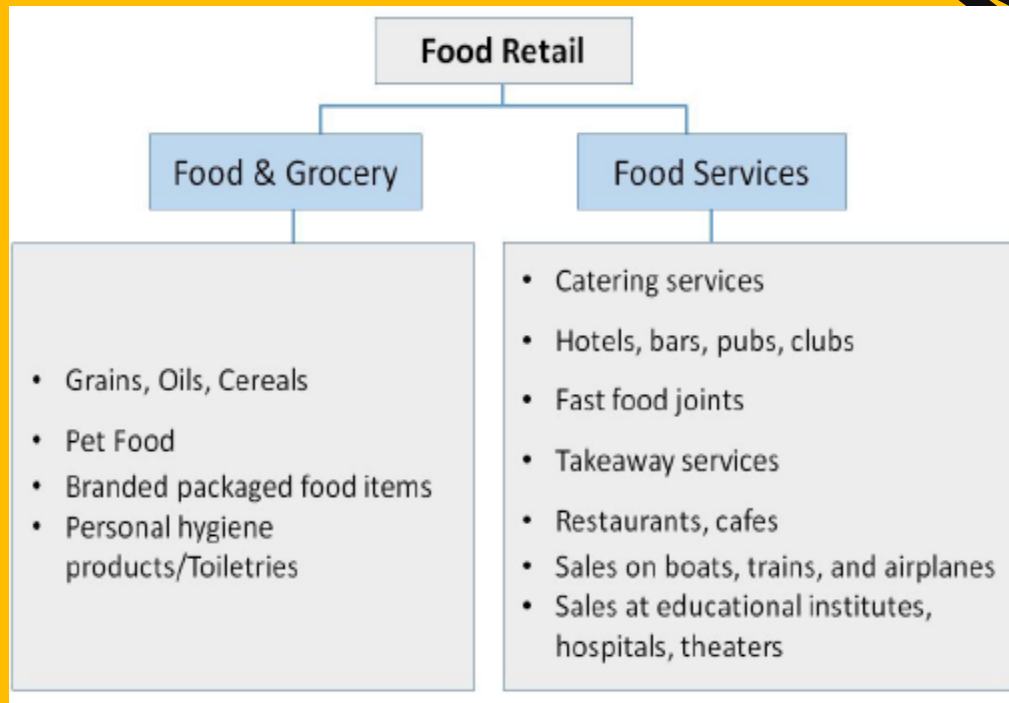 Food Retail
Food & Grocery
• Grains, Oils, Cereals
• Pet Food
• Branded packaged food items
• Personal hygiene
products/Toiletries
Food Services
• Catering services
• Hotels, bars, pubs, clubs
• Fast food joints
• Takeaway services
• Restaurants, cafes
• Sales on boats, trains, and airplanes
• Sales at educational institutes,
hospitals, theaters